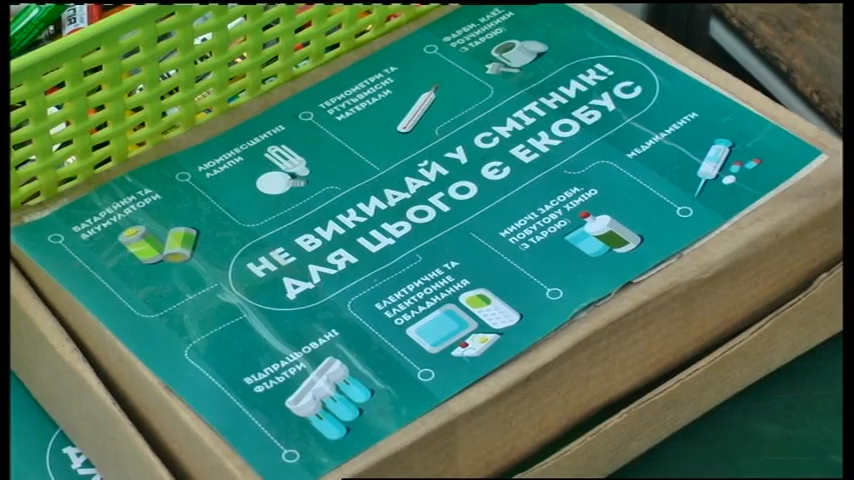 НЕ ВИКИДАЙ У СМІТНИК!
ДЛЯ ЦЬОГО Є ЕКОБУС
БАТАРЕЙКИ ТА
АКУМУЛЯТОРИ
ЛЮМІНЕСЦЕНТНІ
ЛАМПИ
ТЕРМОМЕТРИ ТА
РТУТЬВМІСНІ
МАТЕРІАЛИ
ФАРБИ, КЛЕЇ,
РОЗЧИННИКИ
(З ТАРОЮ)
ВІДПРАЦЬОВАНІ
ФІЛЬТРИ
ЕЛЕКТРИЧНЕ ТА
ЕЛЕКТРОННЕ
ОБЛАДНАННЯ
МИЮЧІ ЗАСОБИ,
ПОБУТОВУ ХІМІЮ
(З ТАРОЮ)
МЕДИКАМЕНТИ